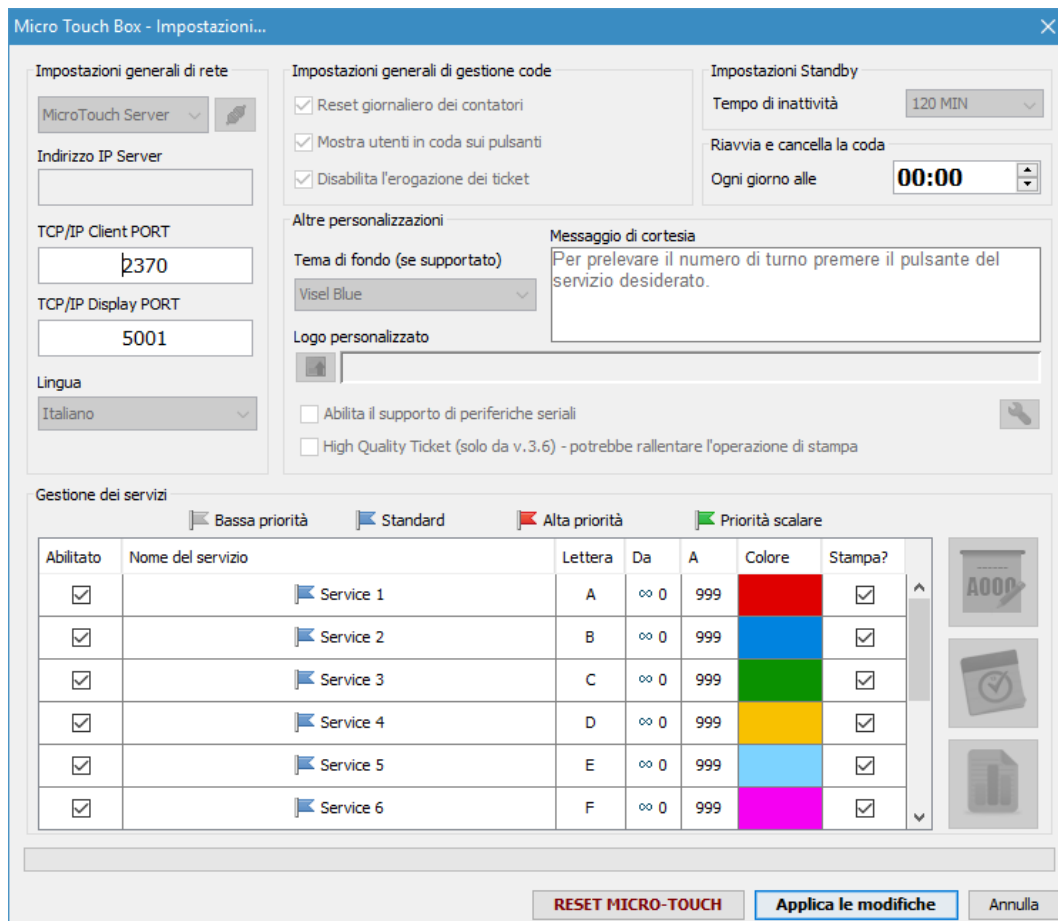 Micro Touch Box - Impostazioni...
Impostazioni generali di rete
MicroTouch Server
Indirizzo IP Server
TCP/IP Client PORT
2370
TCP/IP Display PORT
5001
Lingua
Italiano
Impostazioni generali di gestione code
Reset giornaliero dei contatori
Mostra utenti in coda sui pulsanti
Disabilita l'erogazione dei ticket
Impostazioni Standby
Tempo di inattività 120 MIN
Riavvia e cancella la coda
Ogni giorno alle 00:00
Altre personalizzazioni
Tema di fondo (se supportato)
Visel Blue
Messaggio di cortesia
Per prelevare il numero di turno premere il pulsante del
servizio desiderato.
Logo personalizzato
Abilita il supporto di periferiche seriali
High Quality Ticket (solo da v.3.6) - potrebbe rallentare l'operazione di stampa
Gestione dei servizi
Bassa priorità Standard Alta priorità Priorità scalare
Abilitato Nome del servizio Lettera Da A Colore Stampa?
Service 1 A ∞ 0 999
Service 2 B ∞ 0 999
Service 3 C ∞ 0 999
Service 4 D ∞ 0 999
Service 5 E ∞ 0 999
Service 6 F ∞ 0 999
A000
RESET MICRO-TOUCH Applica le modifiche Annulla